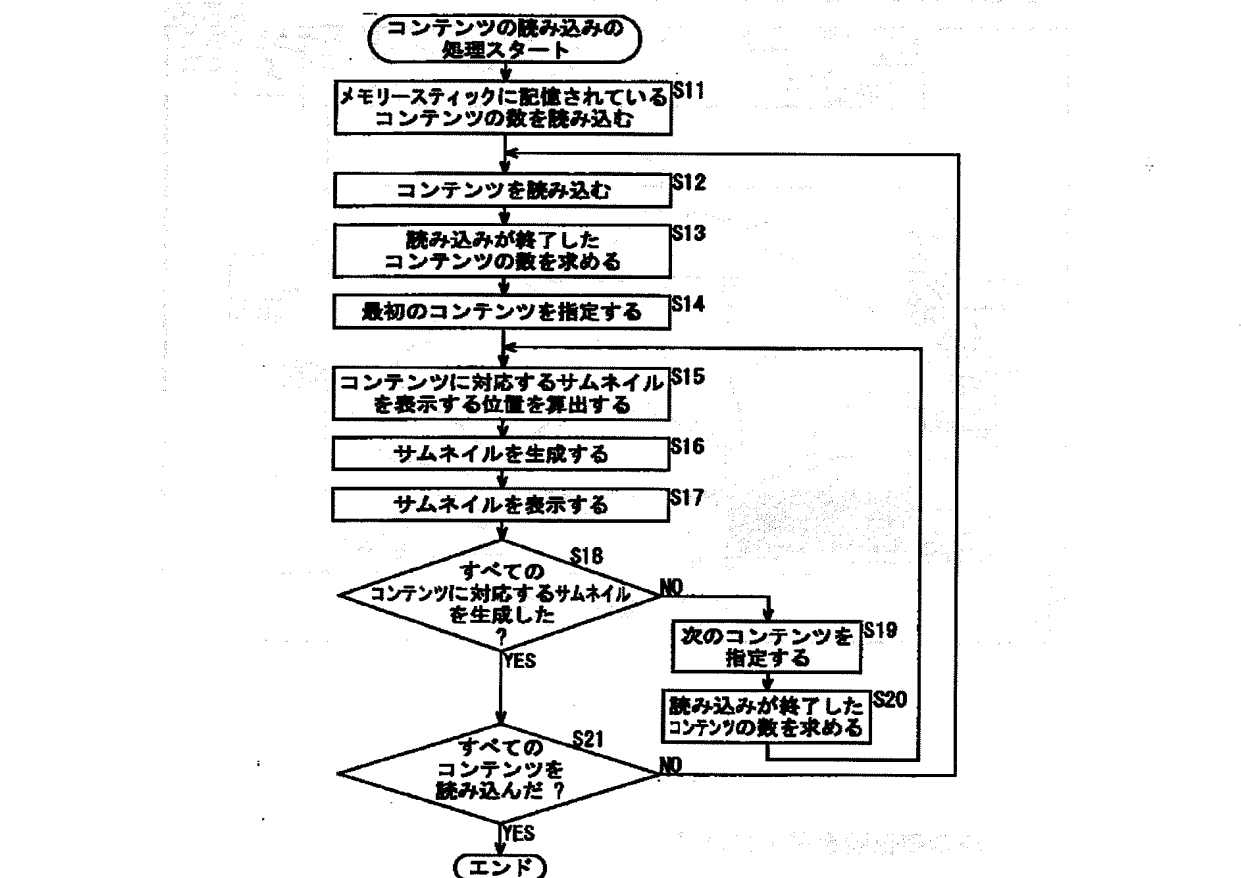 コンテンツの読み込みの
処理スタート
メモリースティックに記憶されている
コンテンツの数を読み込む
S11
コンテンツを読み込む
S12
読み込みが終了した
コンテンツの数を求める
S13
最初のコンテンツを指定する
S14
コンテンツに対応するサムネイル
を表示する位置を算出する
S15
サムネイルを生成する
S16
サムネイルを表示する
S17
S18
すべての
コンテンツに対応するサムネイル
を生成した
?
NO
YES
次のコンテンツを
指定する
S19
読み込みが終了した
コンテンツの数を求める
S20
S21
すべての
コンテンツを
読み込んだ ?
NO
YES
エンド